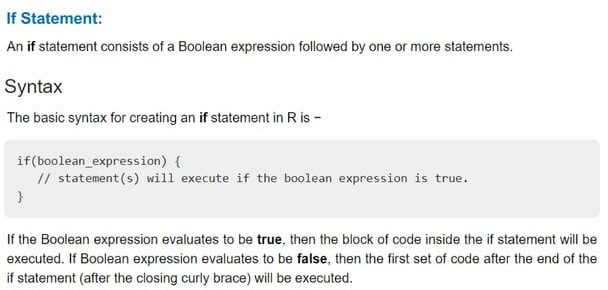 If Statement:
An if statement consists of a Boolean expression followed by one or more statements.
Syntax
The basic syntax for creating an if statement in R is −
if(boolean_expression) {
   // statement(s) will execute if the boolean expression is true.
}
If the Boolean expression evaluates to be true, then the block of code inside the if statement will be
executed. If Boolean expression evaluates to be false, then the first set of code after the end of the
if statement (after the closing curly brace) will be executed.